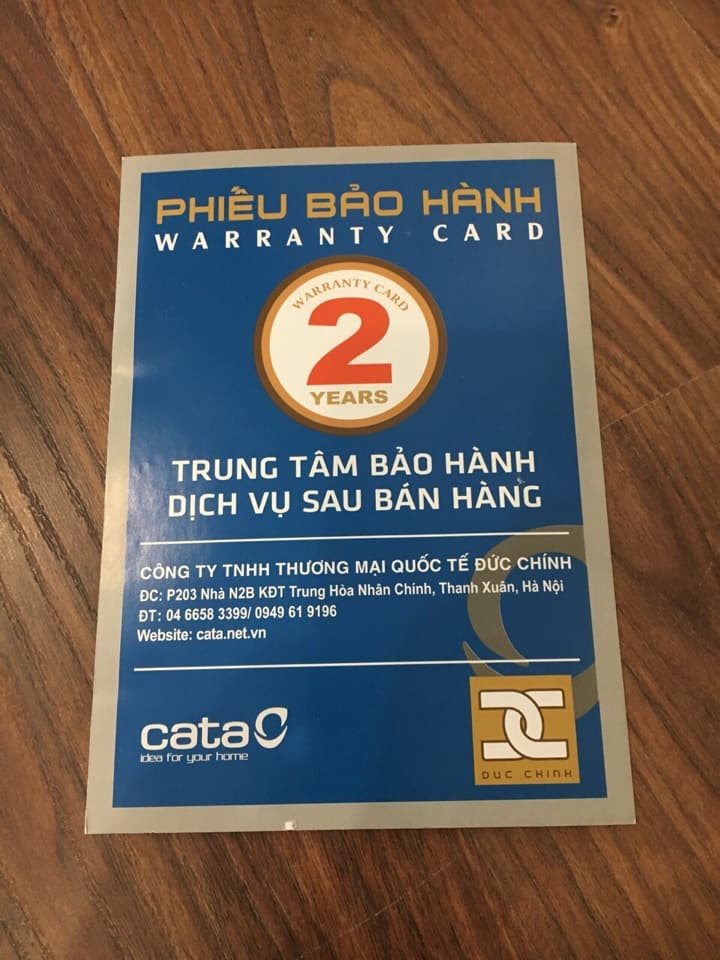 PHIẾU BẢO HÀNH
WARRANTY CARD
WARRANTY CARD
2
YEARS
TRUNG TÂM BẢO HÀNH
DỊCH VỤ SAU BÁN HÀNG
CÔNG TY TNHH THƯƠNG MẠI QUỐC TẾ ĐỨC CHÍNH
ĐC: P203 Nhà N2B KĐT Trung Hòa Nhân Chính, Thanh Xuân, Hà Nội
ĐT: 04 6658 3399/ 0949 61 9196
Website: cata.net.vn
cata
idea for your home
DUC CHINH